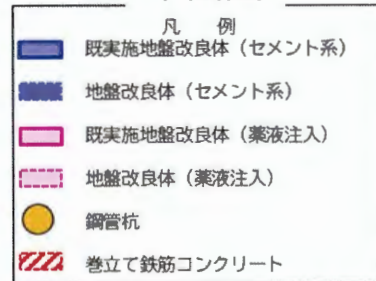 凡　例
既実施地盤改良体（セメント系）
地盤改良体（セメント系）
既実施地盤改良体（薬液注入）
地盤改良体（薬液注入）
鋼管杭
巻立て鉄筋コンクリート